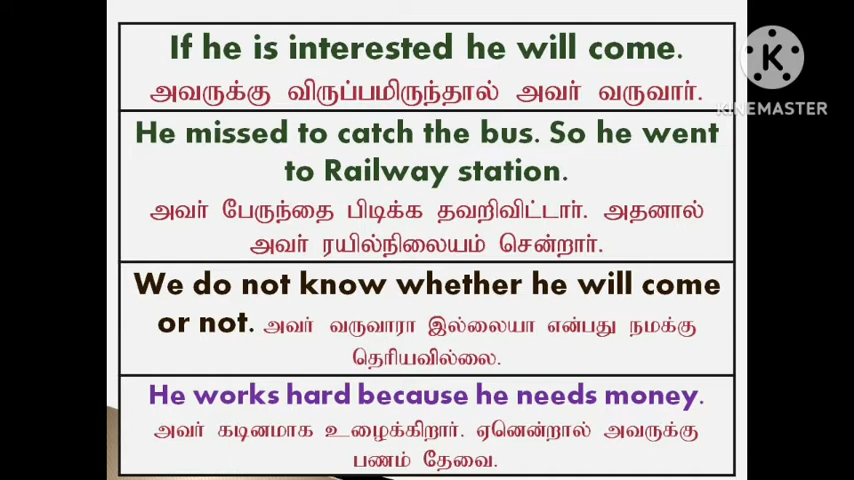 If he is interested he will come.
அவருக்கு விருப்பமிருந்தால் அவர் வருவார்.
He missed to catch the bus. So he went
to Railway station.
அவர் பேருந்தை பிடிக்க தவறிவிட்டார். அதனால்
அவர் ரயில்நிலையம் சென்றார்.
We do not know whether he will come
or not. அவர் வருவாரா இல்லையா என்பது நமக்கு
தெரியவில்லை.
He works hard because he needs money.
அவர் கடினமாக உழைக்கிறார். ஏனென்றால் அவருக்கு
பணம் தேவை.
K
KINEMASTER